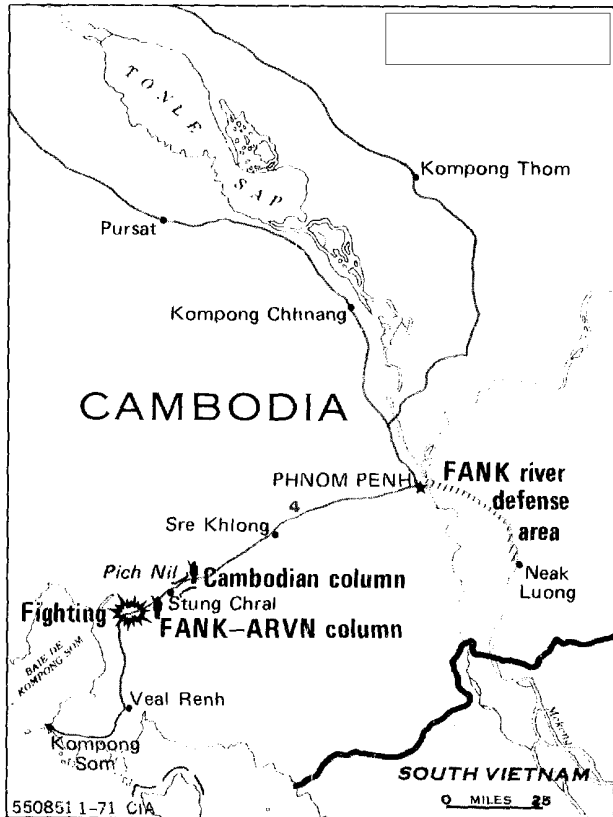 TONLE
SAP
Kompong Thom
Pursat
Kompong Chhnang
CAMBODIA
PHNOM PENH
FANK river
defense
area
4
Sre Khlong
Neak
Luong
Pich Nil
Cambodian column
Stung Chral
Fighting
FANK–ARVN column
BAIE DE
KOMPONG SOM
Veal Renh
Kompong
Som
Mekong
SOUTH VIETNAM
0 MILES 25
550851 1-71 CIA